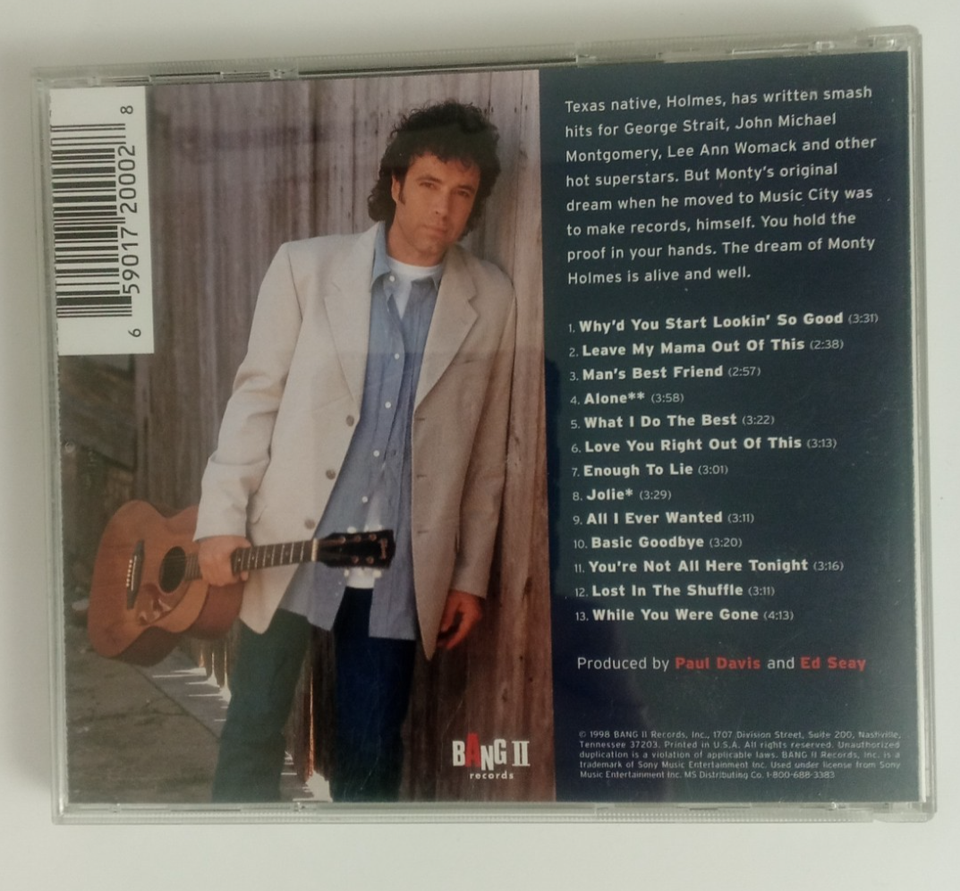 6 59017 20002 8
Texas native, Holmes, has written smash
hits for George Strait, John Michael
Montgomery, Lee Ann Womack and other
hot superstars. But Monty's original
dream when he moved to Music City was
to make records, himself. You hold the
proof in your hands. The dream of Monty
Holmes is alive and well.
1. Why'd You Start Lookin' So Good (3:31)
2. Leave My Mama Out Of This (2:38)
3. Man's Best Friend (2:57)
4. Alone** (3:58)
5. What I Do The Best (3:22)
6. Love You Right Out Of This (3:13)
7. Enough To Lie (3:01)
8. Jolie* (3:29)
9. All I Ever Wanted (3:11)
10. Basic Goodbye (3:20)
11. You're Not All Here Tonight (3:16)
12. Lost In The Shuffle (3:11)
13. While You Were Gone (4:13)
Produced by Paul Davis and Ed Seay
BANG II
records
© 1998 BANG II Records, Inc., 1707 Division Street, Suite 200, Nashville,
Tennessee 37203. Printed in U.S.A. All rights reserved. Unauthorized
duplication is a violation of applicable laws. BANG II Records, Inc. is a
trademark of Sony Music Entertainment Inc. Used under license from Sony
Music Entertainment Inc. MS Distributing Co. 1-800-688-3383